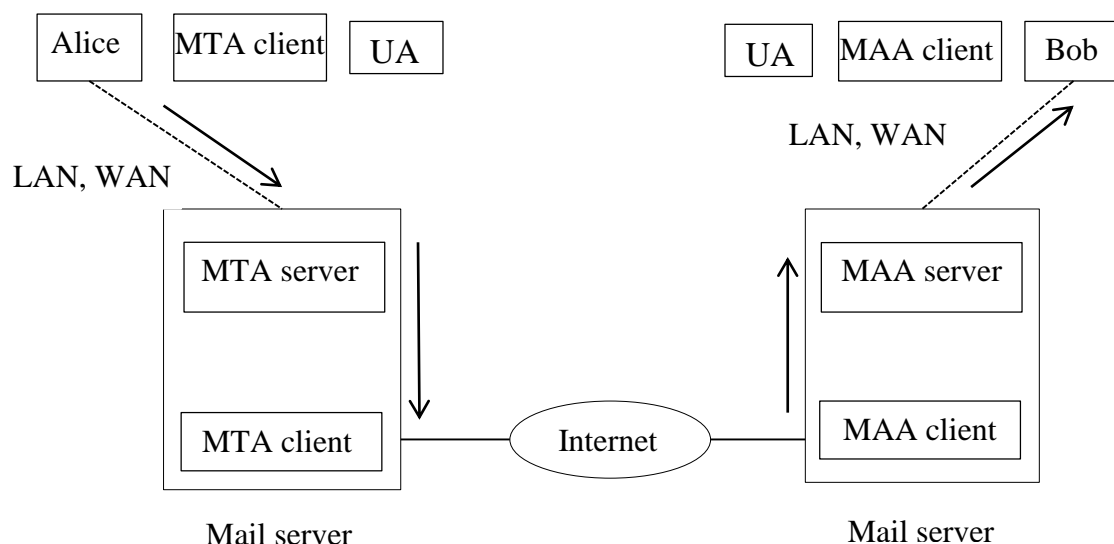 Alice
MTA client
UA
UA
MAA client
Bob
LAN, WAN
LAN, WAN
MTA server
MAA server
MTA client
Internet
MAA client
Mail server
Mail server